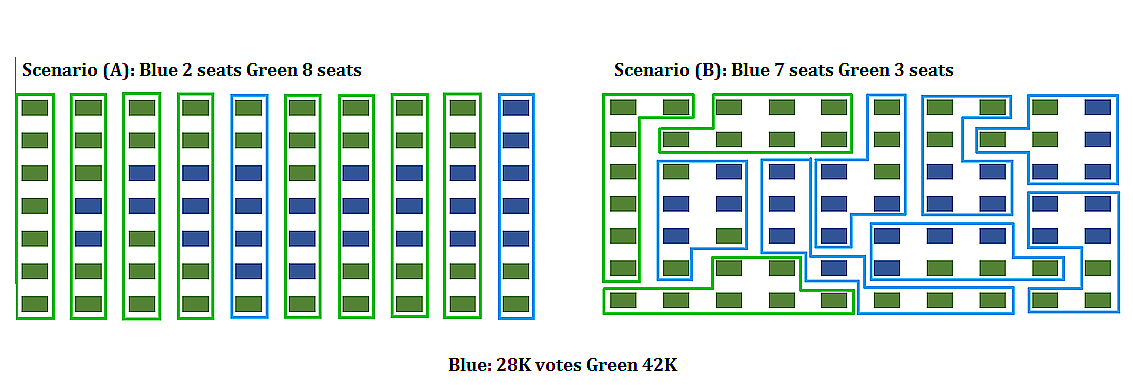 Scenario (A): Blue 2 seats Green 8 seats
Scenario (B): Blue 7 seats Green 3 seats
Blue: 28K votes Green 42K